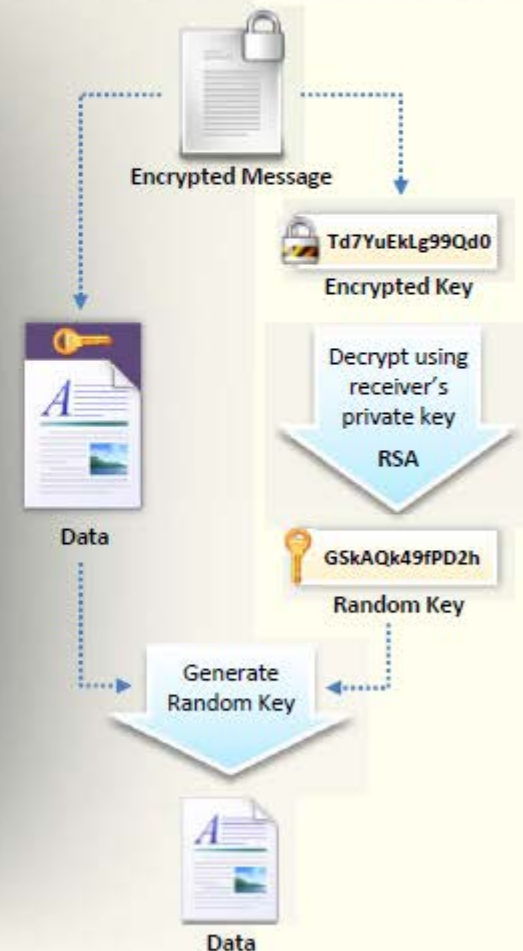 Encrypted Message
Td7YuEkLg99Qd0
Encrypted Key
Decrypt using
receiver's
private key
RSA
A
Data
GSkAQk49fPD2h
Random Key
Generate
Random Key
A
Data